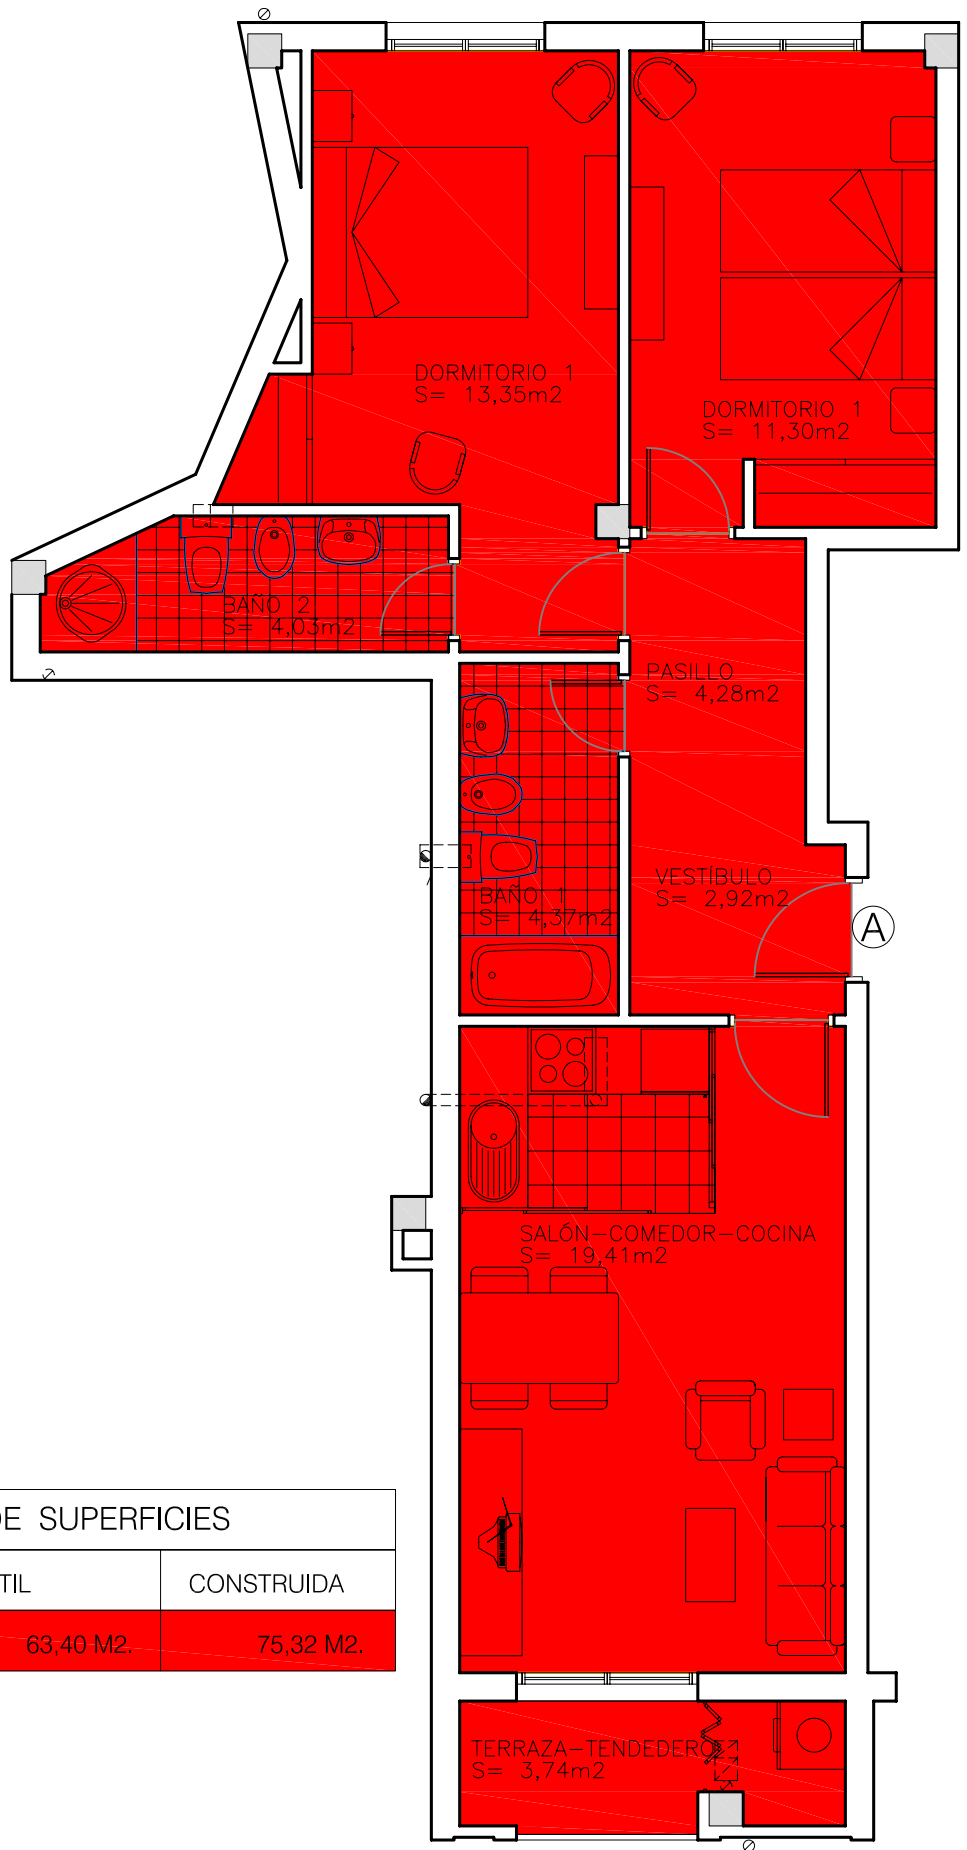 DORMITORIO 1
S= 13,35m2
DORMITORIO 1
S= 11,30m2
BAÑO 2
S= 4,03m2
PASILLO
S= 4,28m2
VESTÍBULO
S= 2,92m2
A
BAÑO 1
S= 4,37m2
SALÓN-COMEDOR-COCINA
S= 19,41m2
DE SUPERFICIES
TIL CONSTRUIDA
63,40 M2. 75,32 M2.
TERRAZA-TENDEDERO
S= 3,74m2